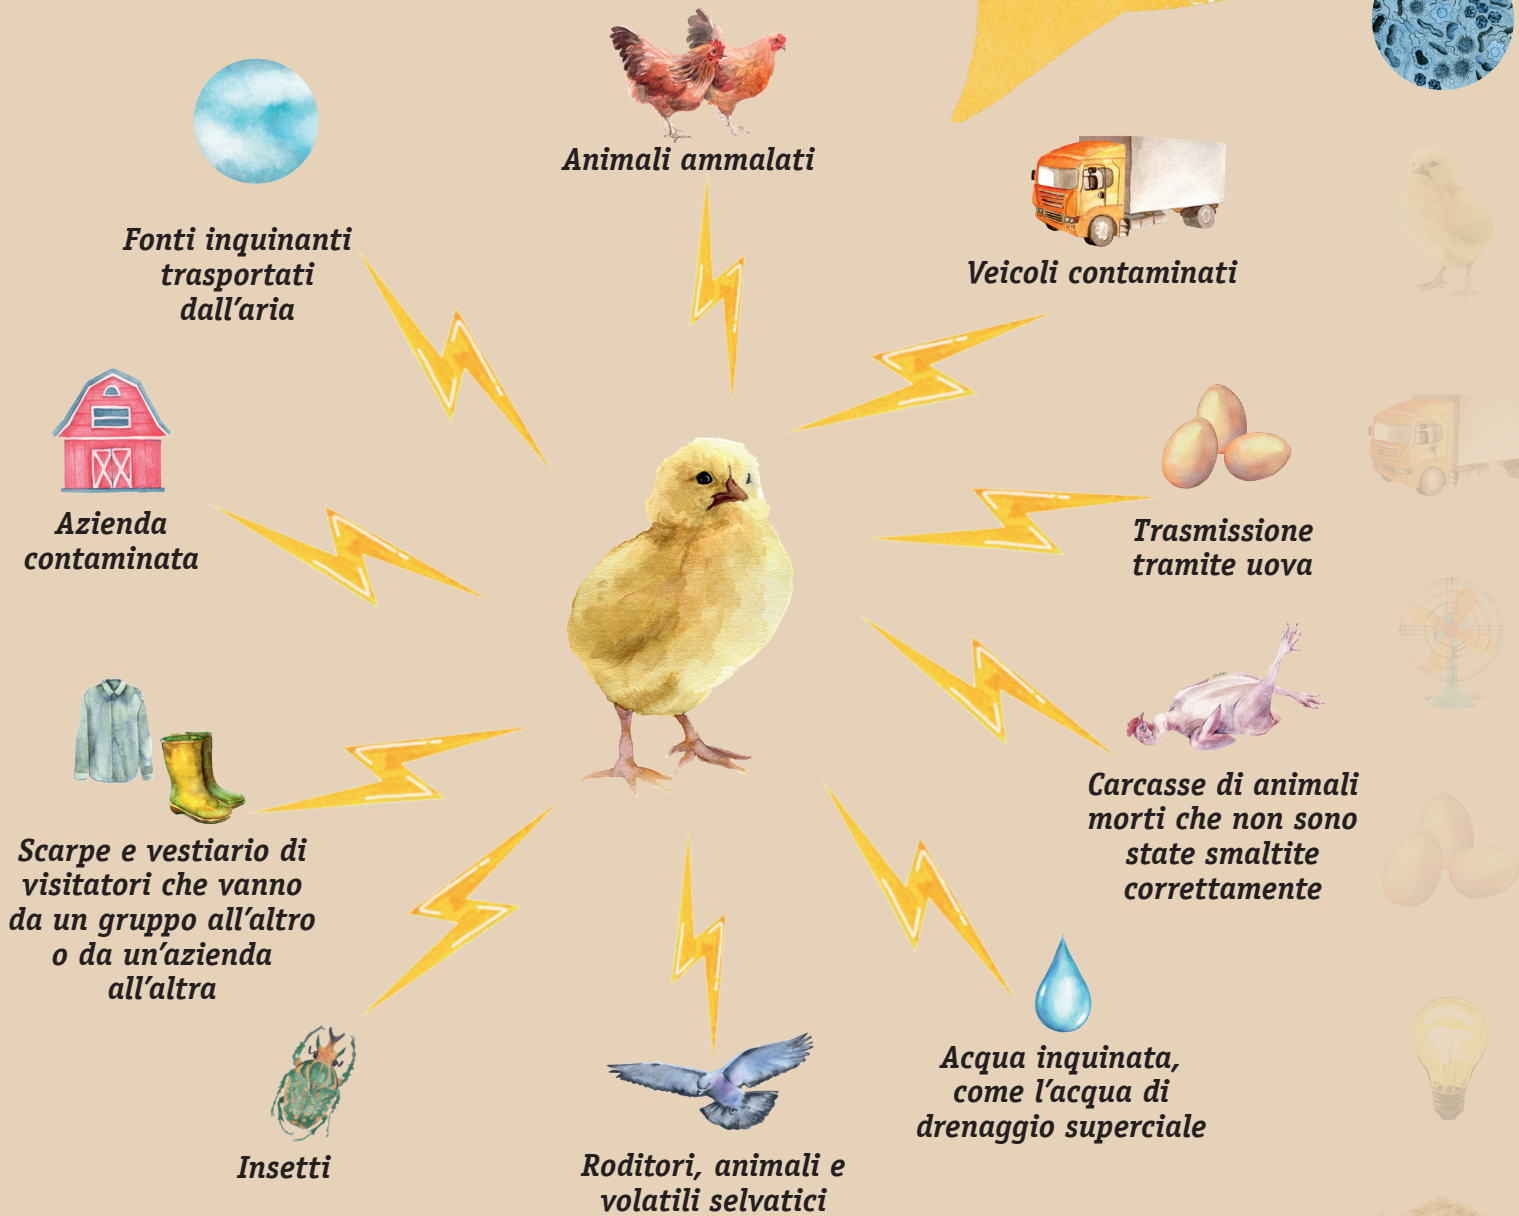 Animali ammalati
Fonti inquinanti
trasportati
dall'aria
Veicoli contaminati
Azienda
contaminata
Trasmissione
tramite uova
Scarpe e vestiario di
visitatori che vanno
da un gruppo all'altro
o da un'azienda
all'altra
Carcasse di animali
morti che non sono
state smaltite
correttamente
Insetti
Roditori, animali e
volatili selvatici
Acqua inquinata,
come l'acqua di
drenaggio superciale